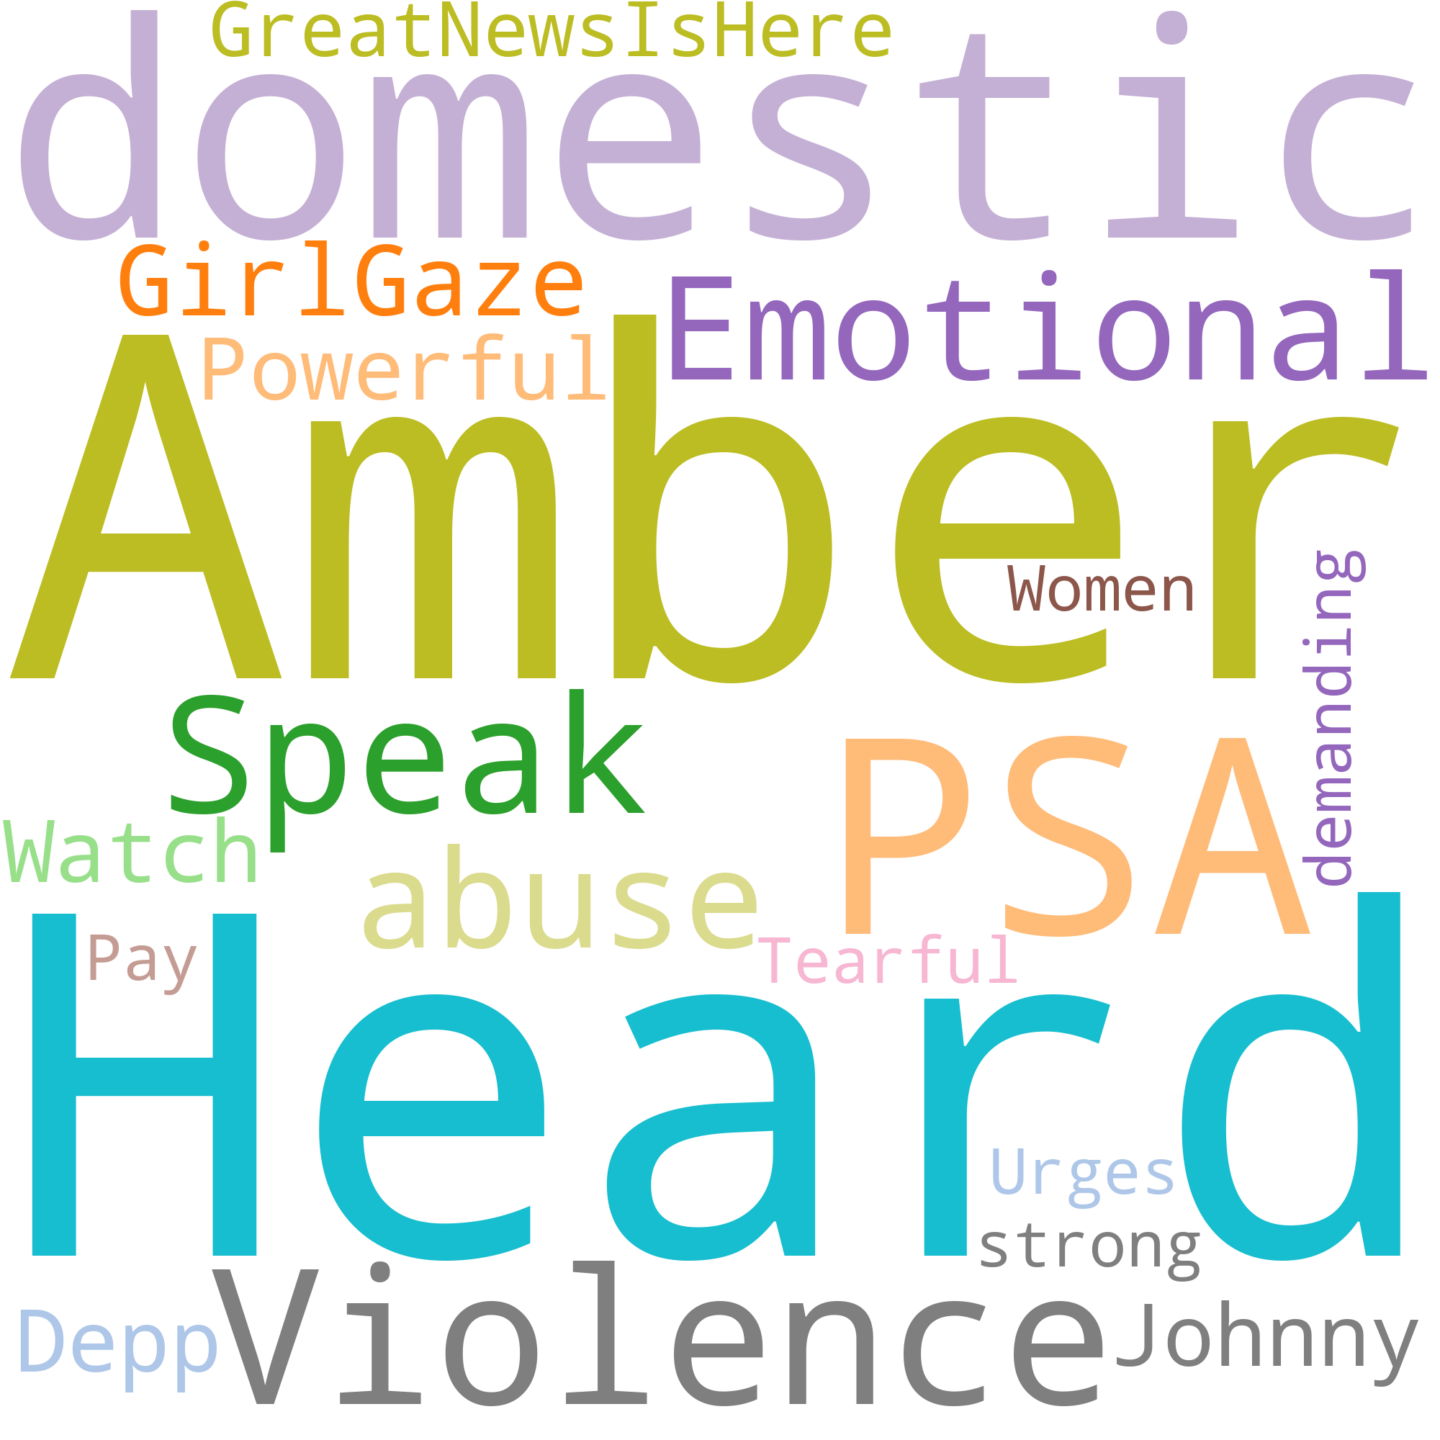 GreatNewsIsHere
domestic
GirlGaze
Emotional
Powerful
Amber
Women
demanding
Speak
PSA
Watch
abuse
Pay
Tearful
Heard
Urges
strong
Violence
Depp
Johnny